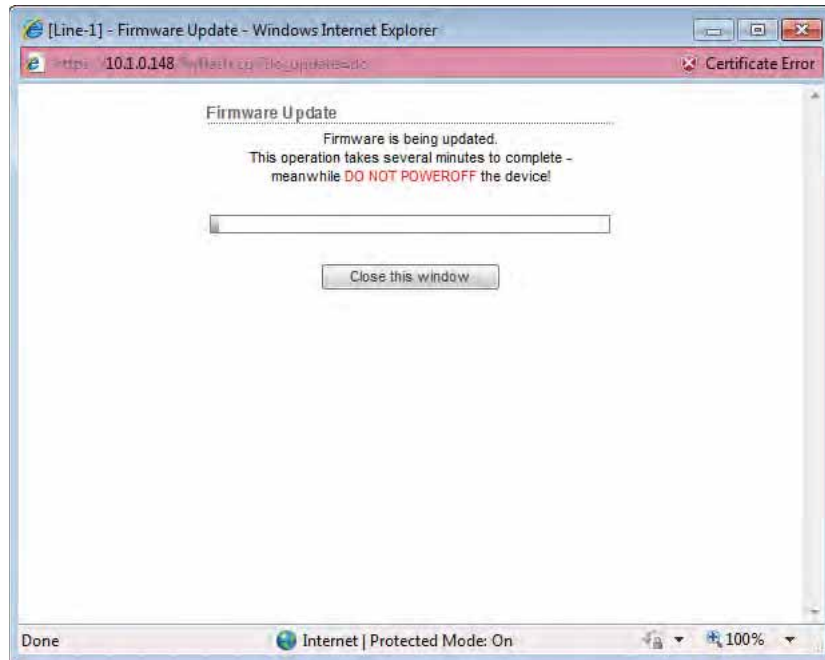 [Line-1] - Firmware Update - Windows Internet Explorer
10.1.0.148
Certificate Error
Firmware Update
Firmware is being updated.
This operation takes several minutes to complete -
meanwhile DO NOT POWEROFF the device!
Close this window
Done
Internet | Protected Mode: On
100%